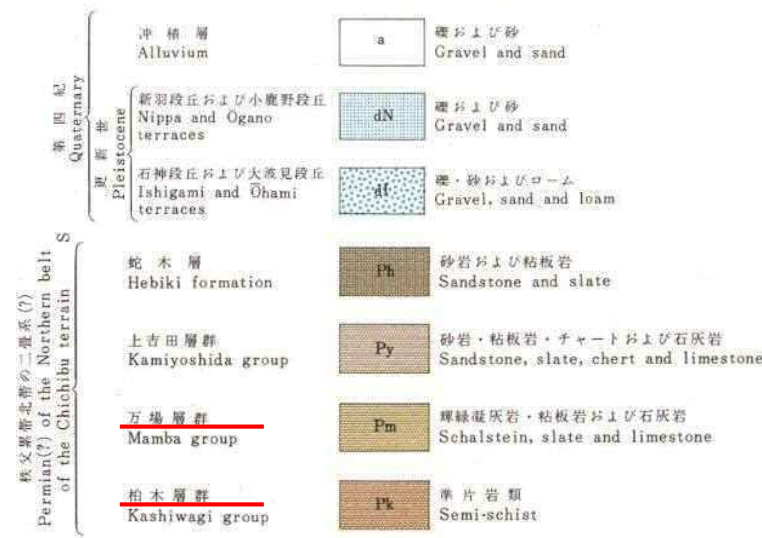 第四紀
Quaternary
更新世
Pleistocene
冲積層
Alluvium
a
礫および砂
Gravel and sand
新羽段丘および小鹿野段丘
Nippa and Ōgano
terraces
dN
礫および砂
Gravel and sand
石神段丘および大波見段丘
Ishigami and Ōhami
terraces
dI
礫・砂およびローム
Gravel, sand and loam
秩父累帯北帯の二畳系(?)
Permian(?) of the Northern belt
of the Chichibu terrain
S
蛇木層
Hebiki formation
Ph
砂岩および粘板岩
Sandstone and slate
上吉田層群
Kamiyoshida group
Py
砂岩・粘板岩・チャートおよび石灰岩
Sandstone, slate, chert and limestone
万場層群
Mamba group
Pm
輝緑凝灰岩・粘板岩および石灰岩
Schalstein, slate and limestone
柏木層群
Kashiwagi group
Pk
準片岩類
Semi-schist